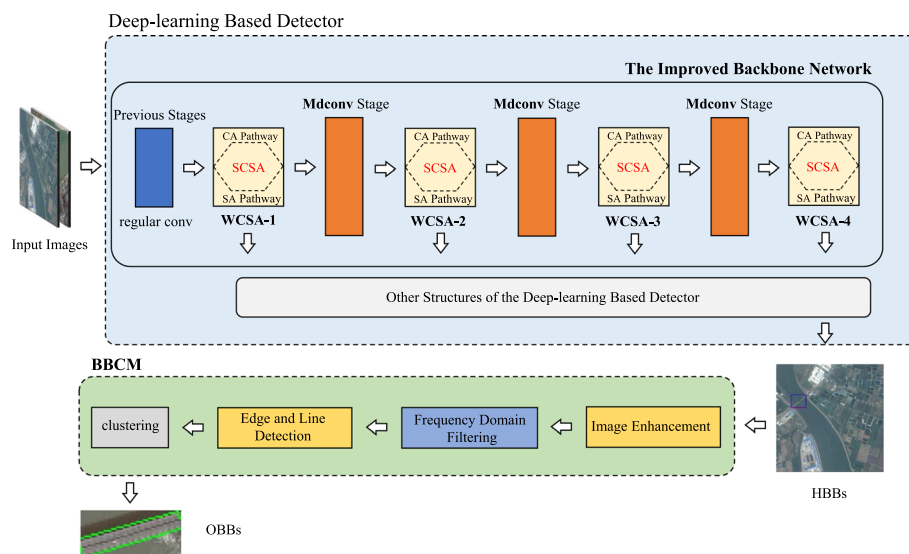 Deep-learning Based Detector
The Improved Backbone Network
Previous Stages
regular conv
Input Images
CA Pathway
SCSA
SA Pathway
WCSA-1
Mdconv Stage
CA Pathway
SCSA
SA Pathway
WCSA-2
Mdconv Stage
CA Pathway
SCSA
SA Pathway
WCSA-3
Mdconv Stage
CA Pathway
SCSA
SA Pathway
WCSA-4
Other Structures of the Deep-learning Based Detector
BBCM
clustering
Edge and Line
Detection
Frequency Domain
Filtering
Image Enhancement
HBBs
OBBs